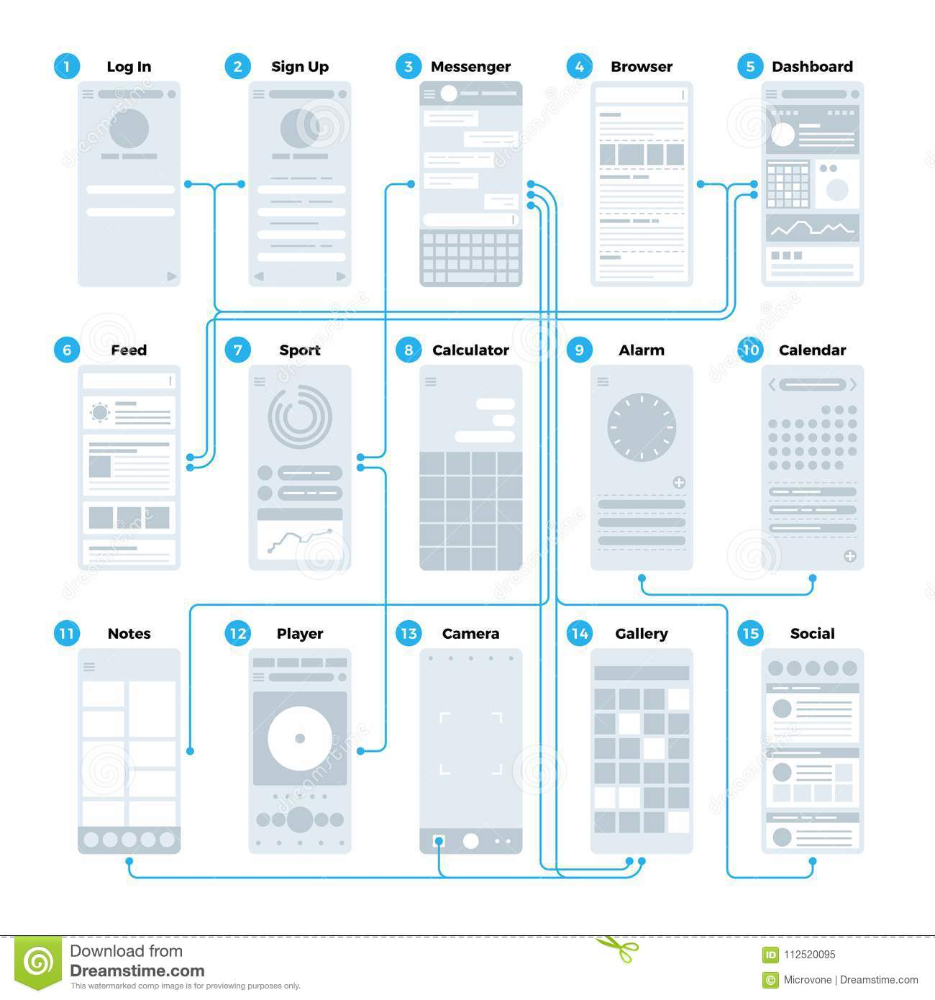 1 Log In
2 Sign Up
3 Messenger
4 Browser
5 Dashboard
6 Feed
7 Sport
8 Calculator
9 Alarm
10 Calendar
11 Notes
12 Player
13 Camera
14 Gallery
15 Social
dreamstime
Download from
Dreamstime.com
This watermarked comp image is for previewing purposes only.
ID 112520095
© Microvone | Dreamstime.com